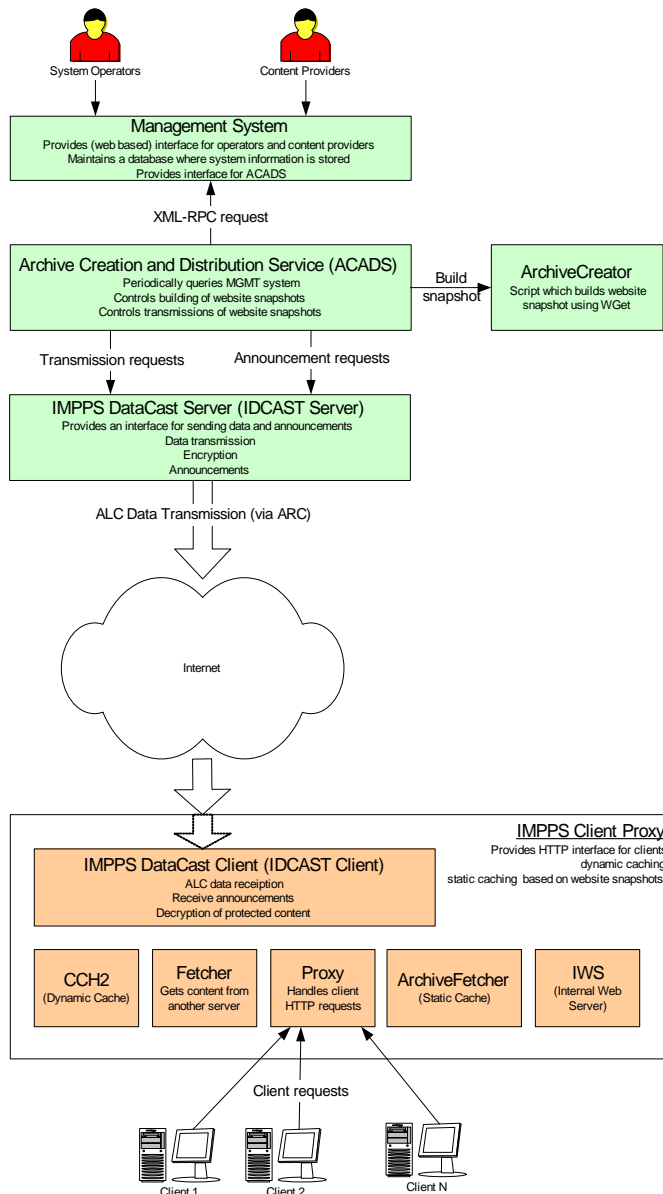 System Operators
Content Providers
Management System
Provides (web based) interface for operators and content providers
Maintains a database where system information is stored
Provides interface for ACADS
XML-RPC request
Archive Creation and Distribution Service (ACADS)
Periodically queries MGMT system
Controls building of website snapshots
Controls transmissions of website snapshots
Build
snapshot
ArchiveCreator
Script which builds website
snapshot using WGet
Transmission requests
Announcement requests
IMPPS DataCast Server (IDCAST Server)
Provides an interface for sending data and announcements
Data transmission
Encryption
Announcements
ALC Data Transmission (via ARC)
Internet
IMPPS Client Proxy
Provides HTTP interface for clients
dynamic caching
static caching based on website snapshots
IMPPS DataCast Client (IDCAST Client)
ALC data receiption
Receive announcements
Decryption of protected content
CCH2
(Dynamic Cache)
Fetcher
Gets content from
another server
Proxy
Handles client
HTTP requests
ArchiveFetcher
(Static Cache)
IWS
(Internal Web
Server)
Client requests
Client 1
Client 2
Client N